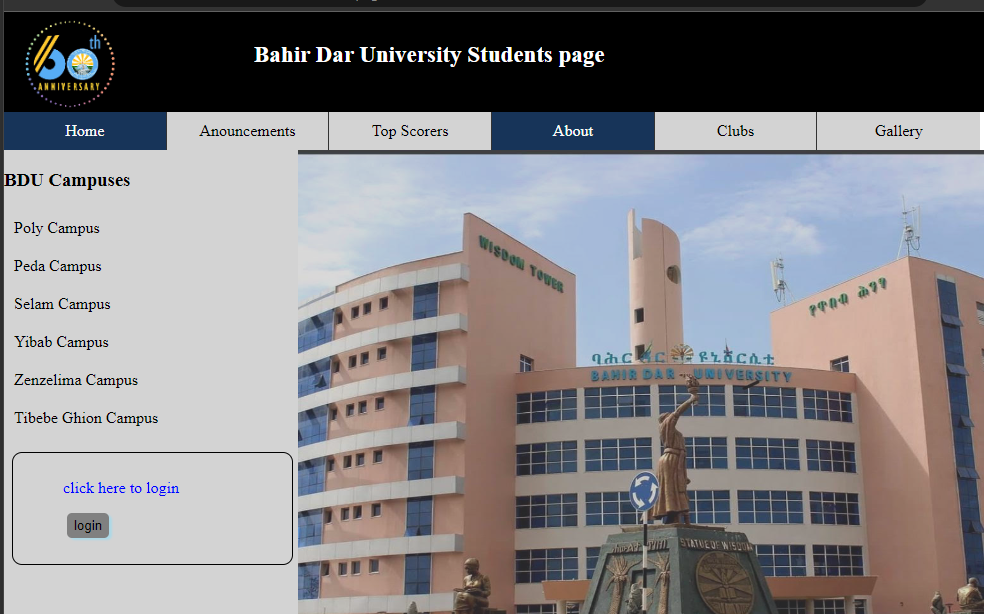 60th
ANNIVERSARY
Bahir Dar University Students page
Home
Anouncements
Top Scorers
About
Clubs
Gallery
BDU Campuses
Poly Campus
Peda Campus
Selam Campus
Yibab Campus
Zenzelima Campus
Tibebe Ghion Campus
click here to login
login
WISDOM TOWER
የጥበብ ሕንፃ
ባሕር ዳር ዩኒቨርሲቲ
BAHIR DAR UNIVERSITY
STATUE OF WISDOM